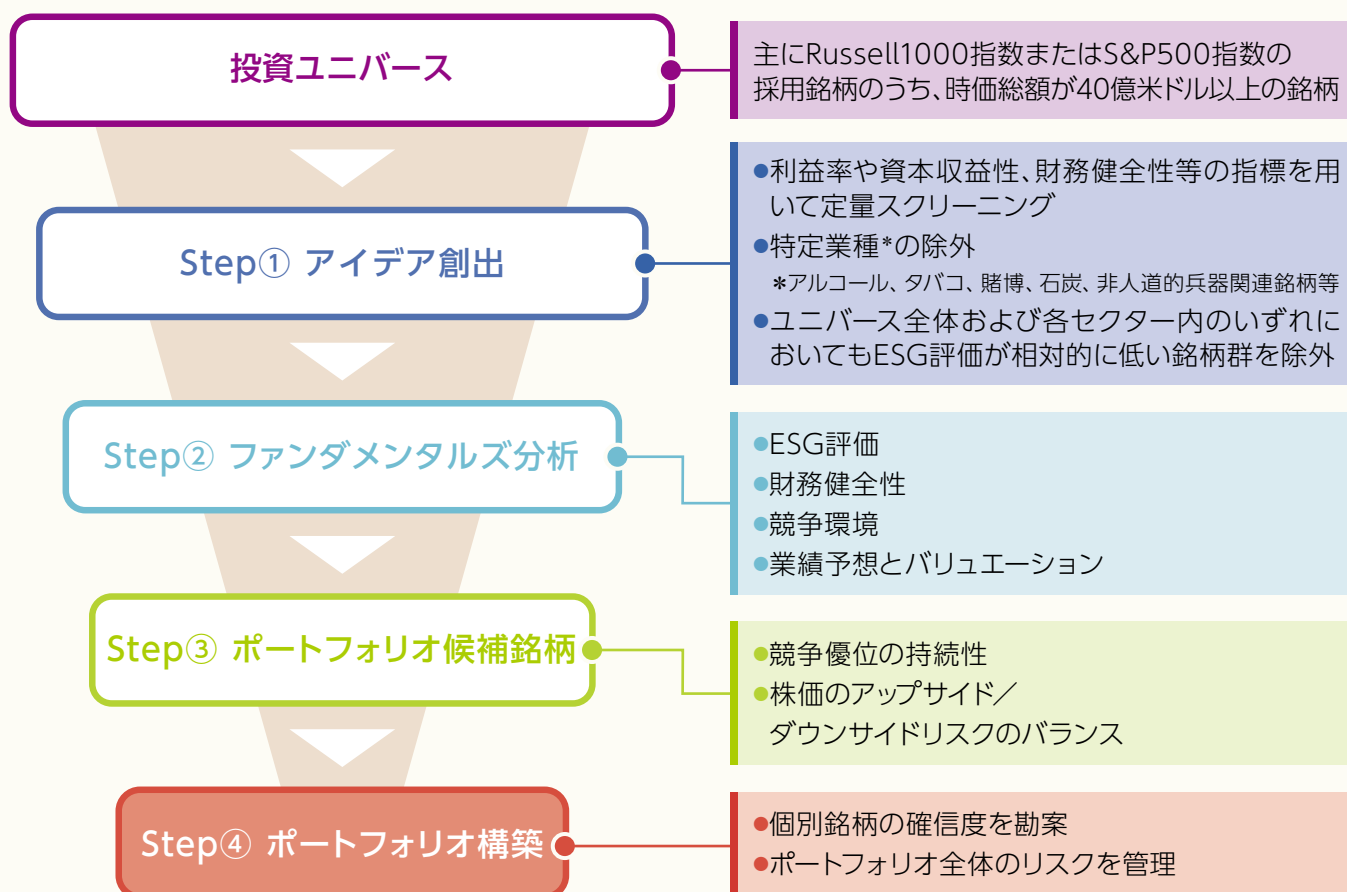 投資ユニバース
主にRussell1000指数またはS&P500指数の
採用銘柄のうち、時価総額が40億米ドル以上の銘柄
Step① アイデア創出
●利益率や資本収益性、財務健全性等の指標を用
いて定量スクリーニング
●特定業種*の除外
*アルコール、タバコ、賭博、石炭、非人道的兵器関連銘柄等
●ユニバース全体および各セクター内のいずれに
おいてもESG評価が相対的に低い銘柄群を除外
Step② ファンダメンタルズ分析
●ESG評価
●財務健全性
●競争環境
●業績予想とバリュエーション
Step③ ポートフォリオ候補銘柄
●競争優位の持続性
●株価のアップサイド／
ダウンサイドリスクのバランス
Step④ ポートフォリオ構築
●個別銘柄の確信度を勘案
●ポートフォリオ全体のリスクを管理